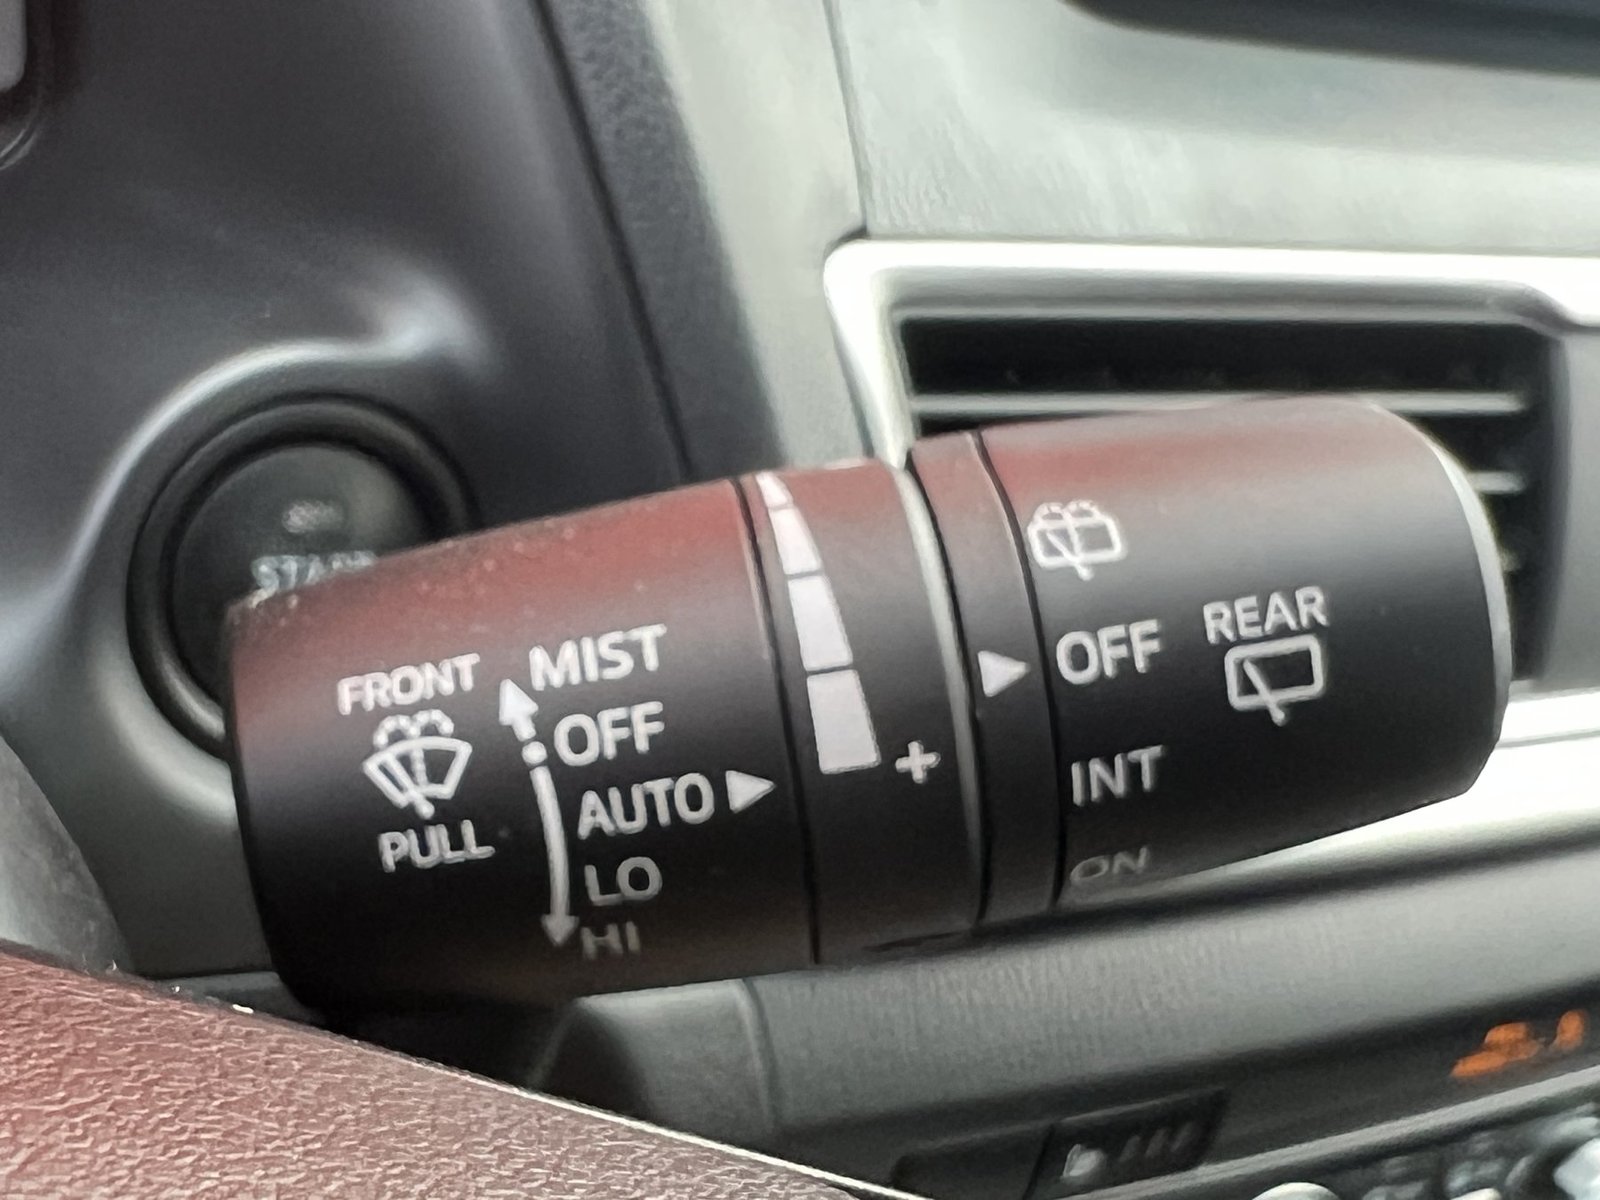 FRONT
PULL
MIST
OFF
AUTO
LO
HI
+
OFF
INT
ON
REAR